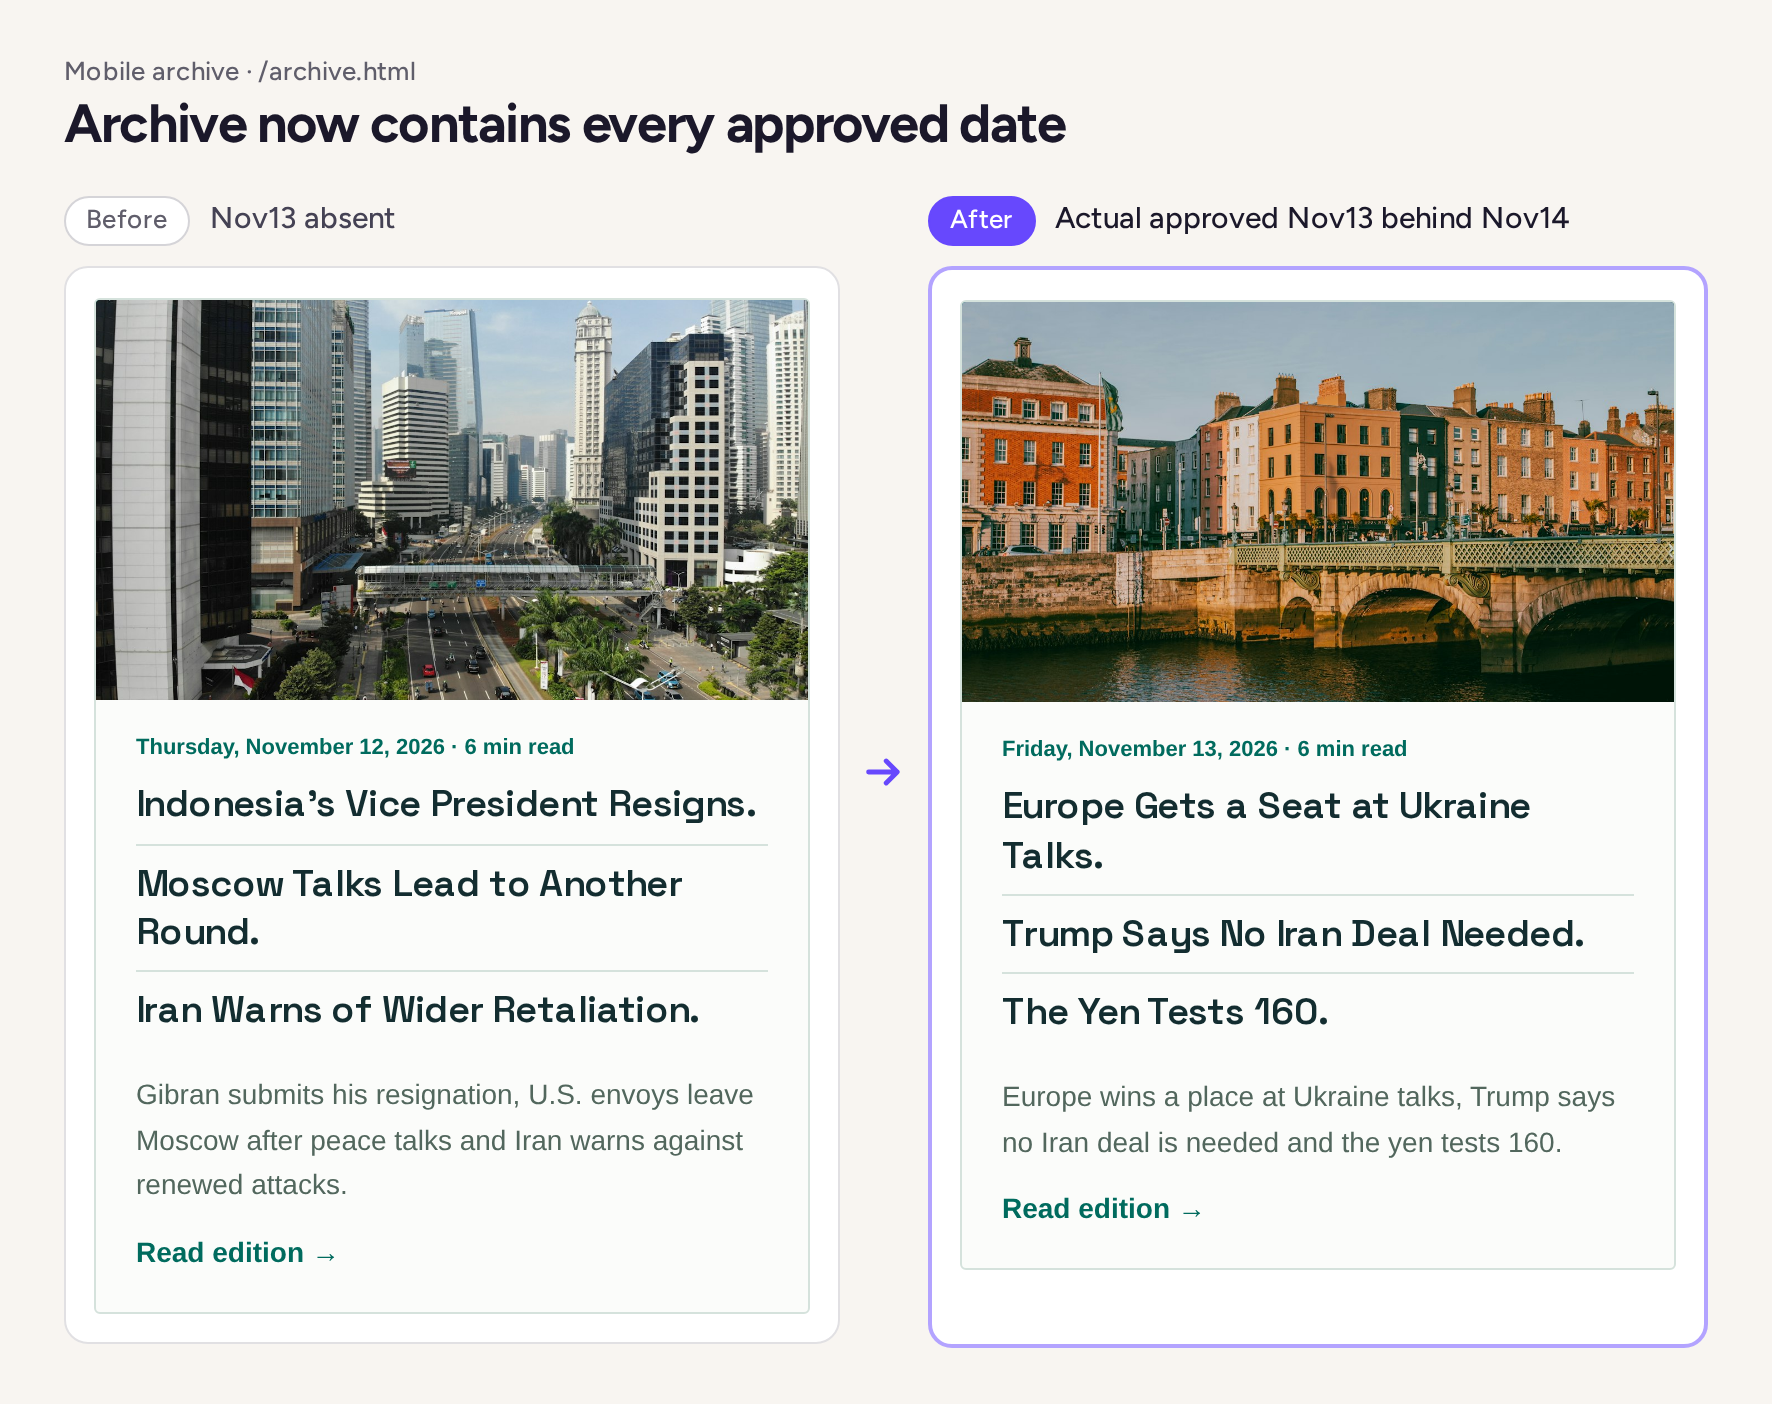 Mobile archive · /archive.html
Archive now contains every approved date
Before
Nov13 absent
Thursday, November 12, 2026 · 6 min read
Indonesia’s Vice President Resigns.
Moscow Talks Lead to Another
Round.
Iran Warns of Wider Retaliation.
Gibran submits his resignation, U.S. envoys leave
Moscow after peace talks and Iran warns against
renewed attacks.
Read edition →
→
After
Actual approved Nov13 behind Nov14
Friday, November 13, 2026 · 6 min read
Europe Gets a Seat at Ukraine
Talks.
Trump Says No Iran Deal Needed.
The Yen Tests 160.
Europe wins a place at Ukraine talks, Trump says
no Iran deal is needed and the yen tests 160.
Read edition →